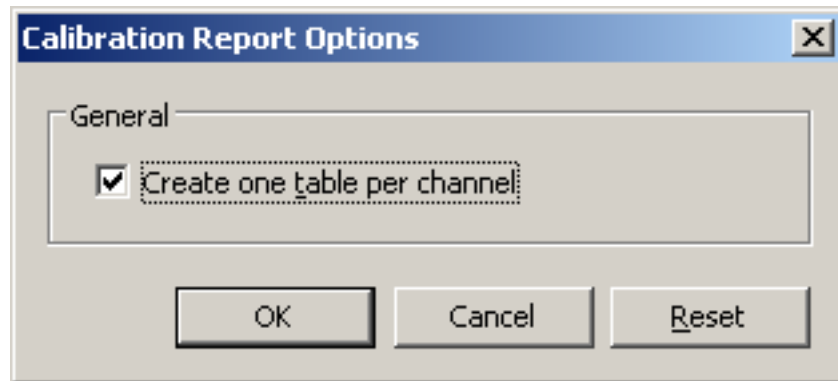 Calibration Report Options
General
Create one table per channel
OK Cancel Reset